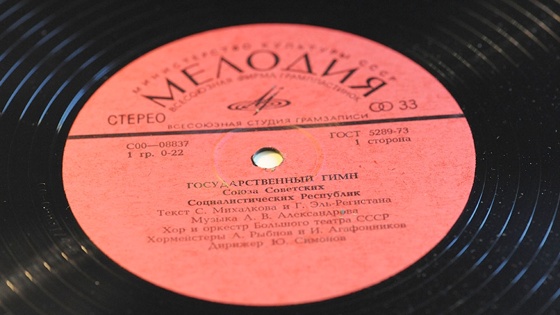 МИНИСТЕРСТВО КУЛЬТУРЫ СССР
МЕЛОДИЯ
ВСЕСОЮЗНАЯ ФИРМА ГРАМПЛАСТИНОК
СТЕРЕО
33
ВСЕСОЮЗНАЯ СТУДИЯ ГРАМЗАПИСИ
С00—08837
ГОСТ 5289-73
1 гр. 0-22
1 сторона
ГОСУДАРСТВЕННЫЙ ГИМН
Союза Советских
Социалистических Республик
Текст С. Михалкова и Г. Эль-Регистана
Музыка А. В. Александрова
Хор и оркестр Большого театра СССР
Хормейстеры А. Рыбнов и И. Агафонников
Дирижер Ю. Симонов